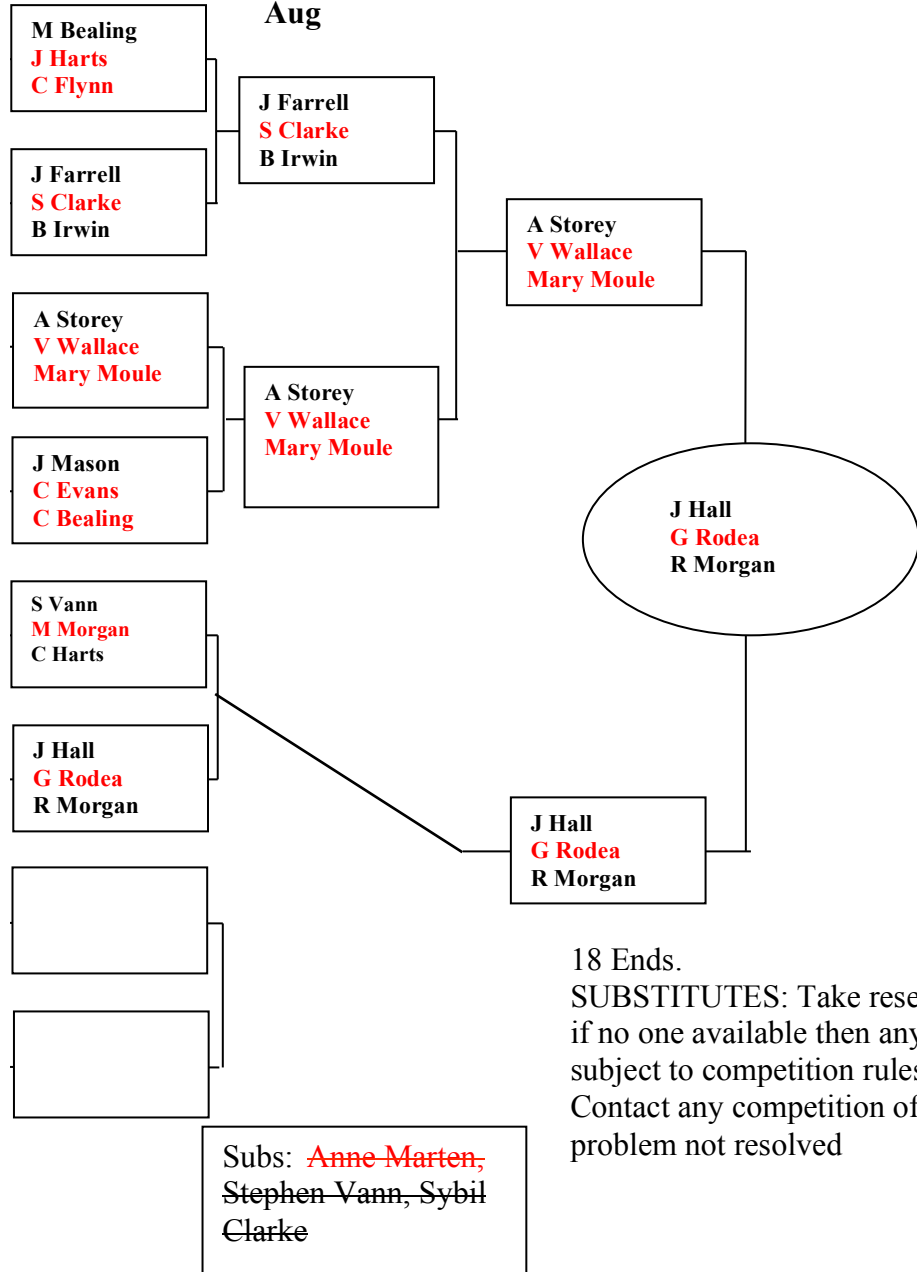 Aug
M Bealing
J Harts
C Flynn
J Farrell
S Clarke
B Irwin
J Farrell
S Clarke
B Irwin
A Storey
V Wallace
Mary Moule
A Storey
V Wallace
Mary Moule
A Storey
V Wallace
Mary Moule
J Mason
C Evans
C Bealing
J Hall
G Rodea
R Morgan
S Vann
M Morgan
C Harts
J Hall
G Rodea
R Morgan
J Hall
G Rodea
R Morgan
18 Ends.
SUBSTITUTES: Take rese
if no one available then any
subject to competition rules
Contact any competition of
problem not resolved
Subs: Anne Marten,
Stephen Vann, Sybil
Clarke